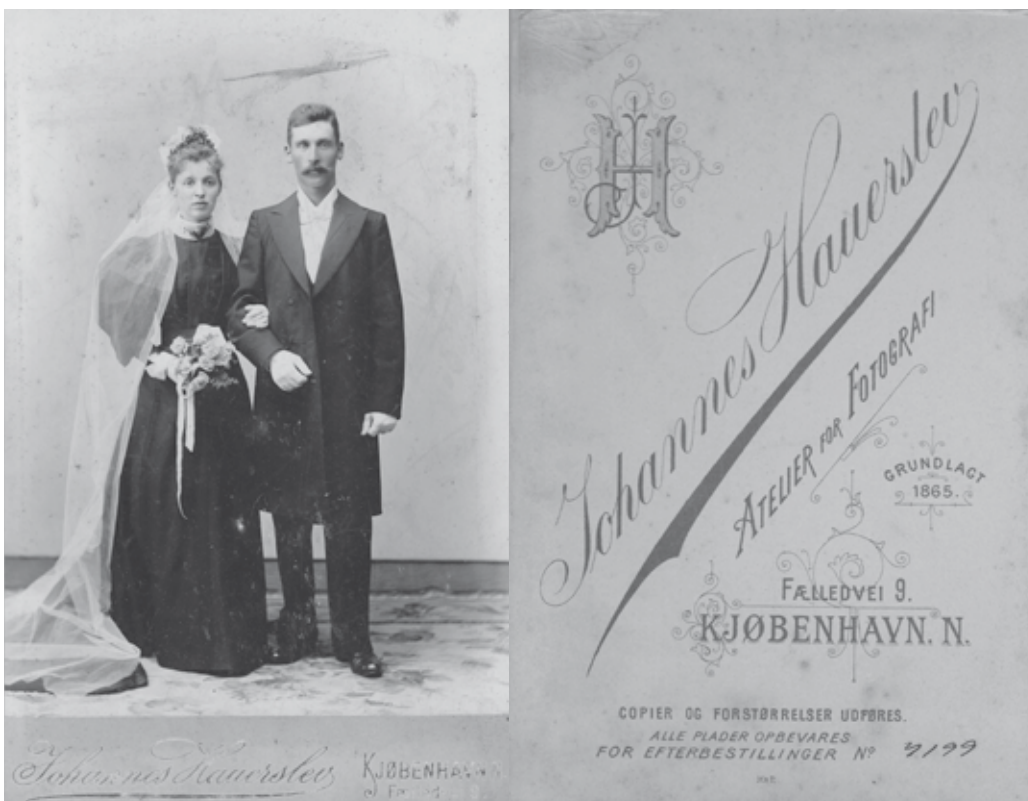 Johannes Hauerslev
KJØBENHAVN
JH
Johannes Hauerslev
ATELIER FOR FOTOGRAFI
GRUNDLAGT
1865.
FÆLLEDVEI 9.
KJØBENHAVN. N.
COPIER OG FORSTØRRELSER UDFØRES.
ALLE PLADER OPBEVARES
FOR EFTERBESTILLINGER Nº 7199